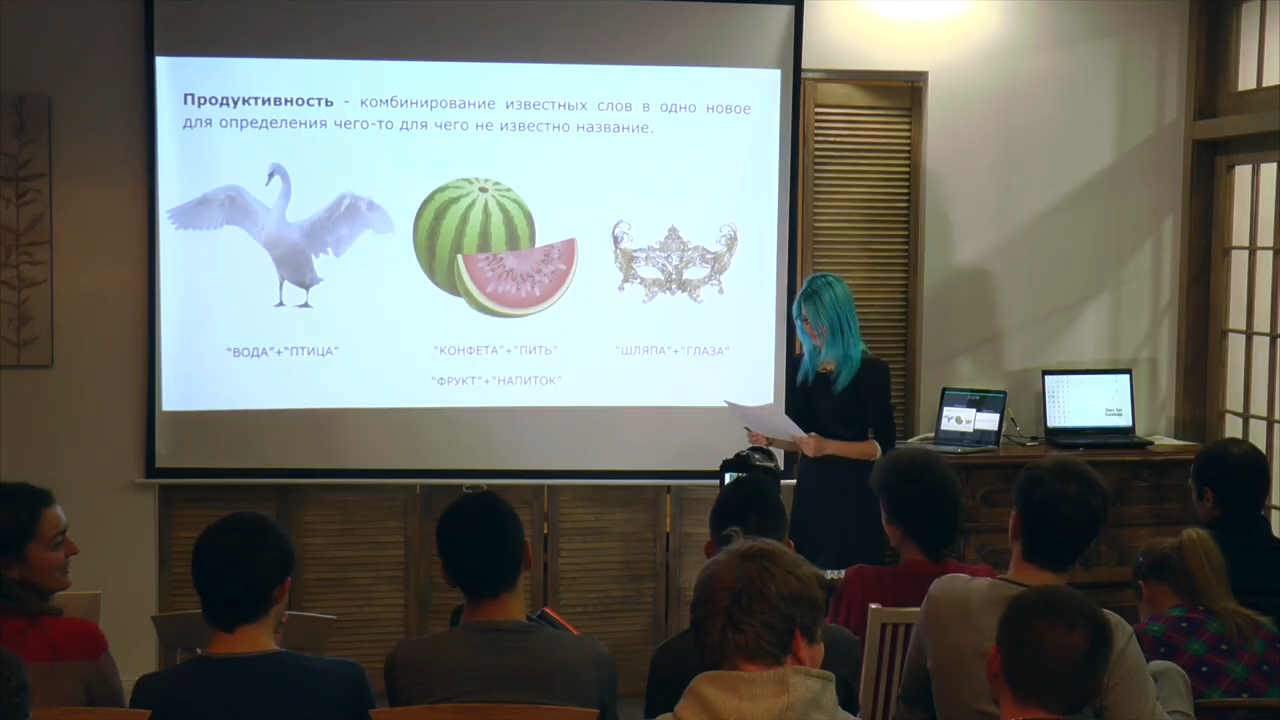 Продуктивность - комбинирование известных слов в одно новое
для определения чего-то для чего не известно название.
"ВОДА"+"ПТИЦА"
"КОНФЕТА"+"ПИТЬ"
"ШЛЯПА"+"ГЛАЗА"
"ФРУКТ"+"НАПИТОК"